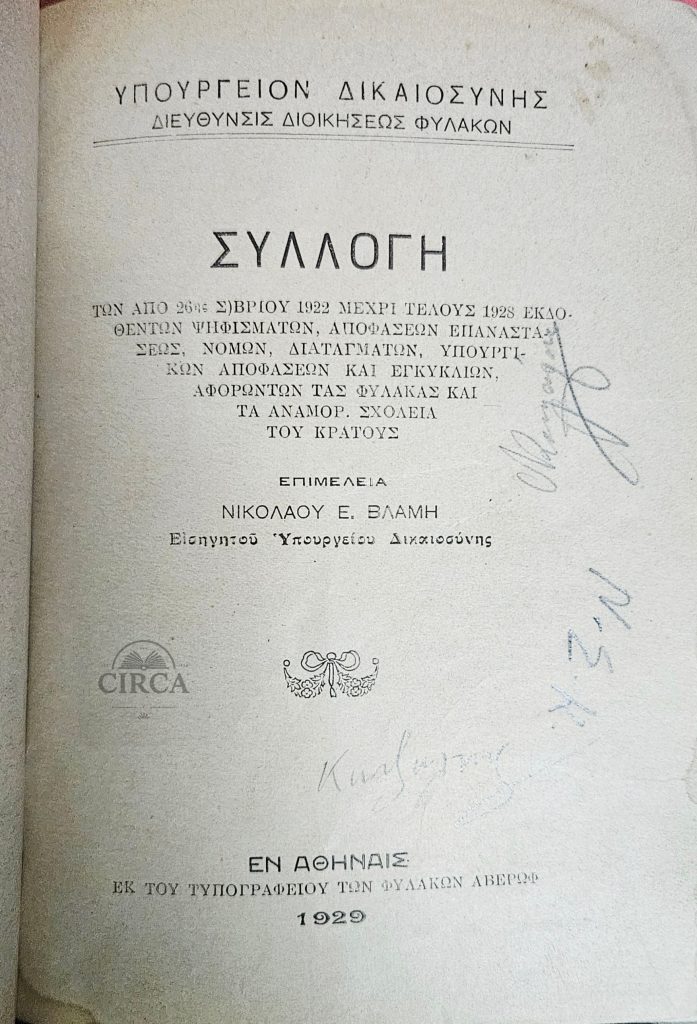 ΥΠΟΥΡΓΕΙΟΝ ΔΙΚΑΙΟΣΥΝΗΣ
ΔΙΕΥΘΥΝΣΙΣ ΔΙΟΙΚΗΣΕΩΣ ΦΥΛΑΚΩΝ
ΣΥΛΛΟΓΗ
ΤΩΝ ΑΠΟ 26ης Σ)ΒΡΙΟΥ 1922 ΜΕΧΡΙ ΤΕΛΟΥΣ 1928 ΕΚΔΟ-
ΘΕΝΤΩΝ ΨΗΦΙΣΜΑΤΩΝ, ΑΠΟΦΑΣΕΩΝ ΕΠΑΝΑΣΤΑ-
ΣΕΩΣ, ΝΟΜΩΝ, ΔΙΑΤΑΓΜΑΤΩΝ, ΥΠΟΥΡΓΙ-
ΚΩΝ ΑΠΟΦΑΣΕΩΝ ΚΑΙ ΕΓΚΥΚΛΙΩΝ,
ΑΦΟΡΩΝΤΩΝ ΤΑΣ ΦΥΛΑΚΑΣ ΚΑΙ
ΤΑ ΑΝΑΜΟΡ. ΣΧΟΛΕΙΑ
ΤΟΥ ΚΡΑΤΟΥΣ
ΕΠΙΜΕΛΕΙΑ
ΝΙΚΟΛΑΟΥ Ε. ΒΛΑΜΗ
Εἰσηγητοῦ Ὑπουργείου Δικαιοσύνης
CIRCA
Ν. Σ. Κ.
ΕΝ ΑΘΗΝΑΙΣ
ΕΚ ΤΟΥ ΤΥΠΟΓΡΑΦΕΙΟΥ ΤΩΝ ΦΥΛΑΚΩΝ ΑΒΕΡΩΦ
1929